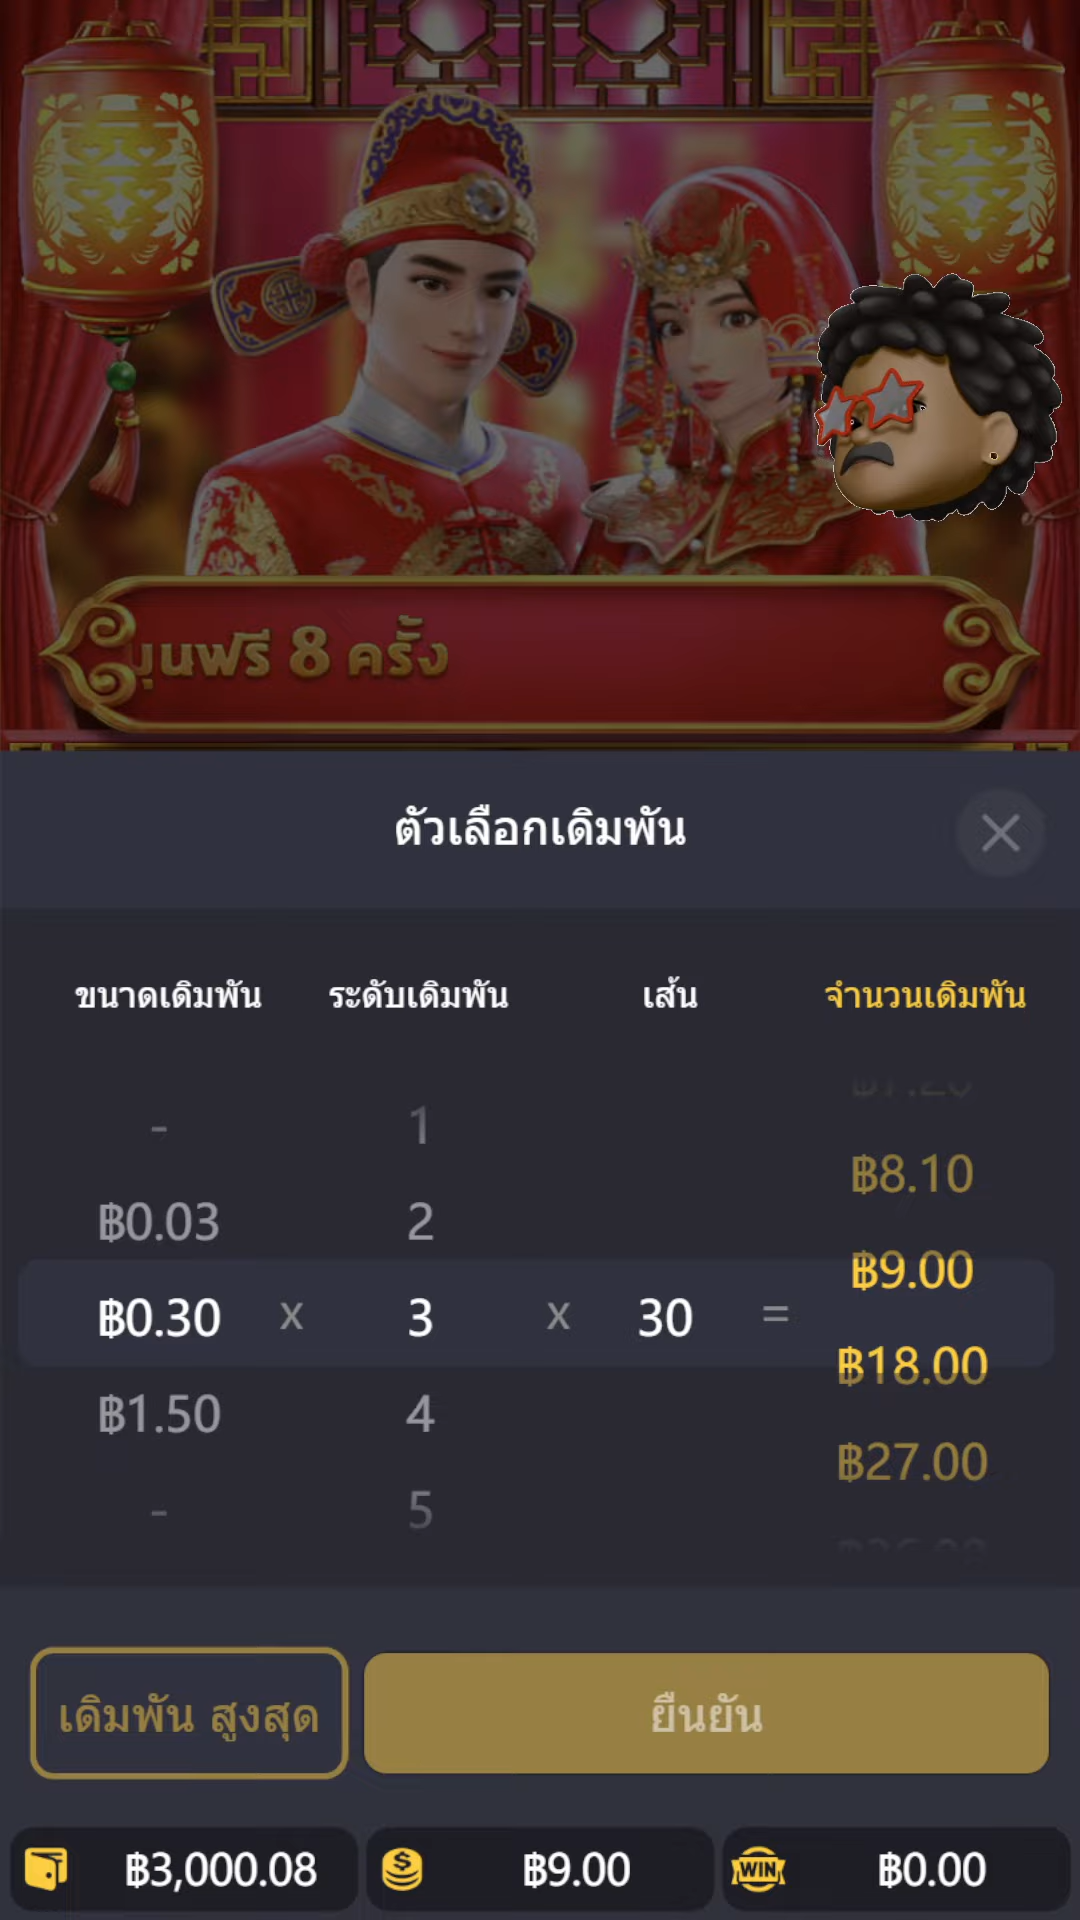 มุนฟรี 8 ครั้ง
ตัวเลือกเดิมพัน
ขนาดเดิมพัน ระดับเดิมพัน เส้น จำนวนเดิมพัน
- 1
฿8.10
฿0.03 2
฿9.00
฿0.30 x 3 x 30 =
฿18.00
฿1.50 4
฿27.00
- 5
เดิมพัน สูงสุด ยืนยัน
฿3,000.08 ฿9.00 WIN ฿0.00